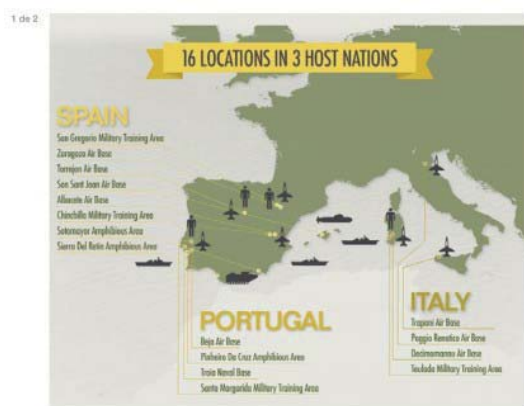 1 de 2
16 LOCATIONS IN 3 HOST NATIONS
SPAIN
San Gregorio Military Training Area
Zaragoza Air Base
Torrejon Air Base
Son Sant Joan Air Base
Albacete Air Base
Chinchilla Military Training Area
Sotomayor Amphibious Area
Sierra Del Retin Amphibious Area
PORTUGAL
Beja Air Base
Pinheiro Da Cruz Amphibious Area
Troia Naval Base
Santa Margarida Military Training Area
ITALY
Trapani Air Base
Poggio Renatico Air Base
Decimomannu Air Base
Teulada Military Training Area